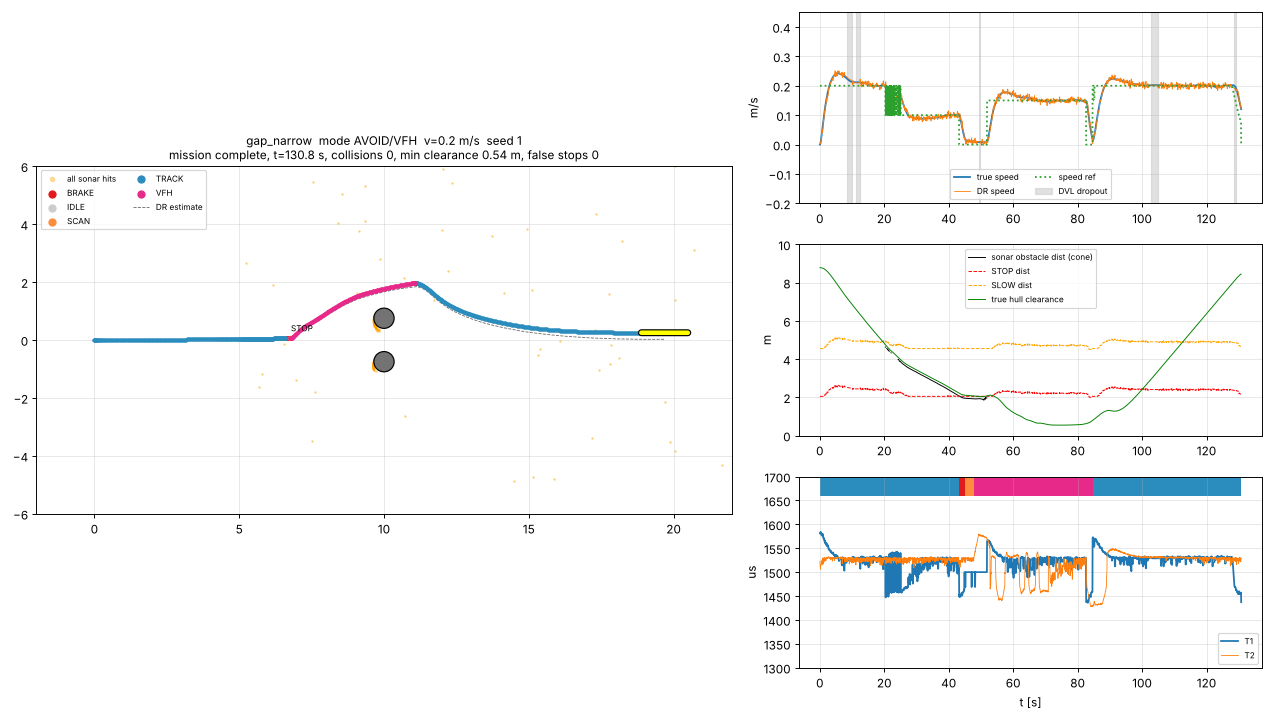 gap_narrow  mode AVOID/VFH  v=0.2 m/s  seed 1
mission complete, t=130.8 s, collisions 0, min clearance 0.54 m, false stops 0
6
4
2
0
−2
−4
−6
0
5
10
15
20
all sonar hits
BRAKE
IDLE
SCAN
TRACK
VFH
DR estimate
STOP
0.4
0.3
0.2
0.1
0.0
−0.1
−0.2
m/s
0
20
40
60
80
100
120
true speed
DR speed
speed ref
DVL dropout
10
8
6
4
2
0
m
0
20
40
60
80
100
120
sonar obstacle dist (cone)
STOP dist
SLOW dist
true hull clearance
1700
1650
1600
1550
1500
1450
1400
1350
1300
us
0
20
40
60
80
100
120
t [s]
T1
T2